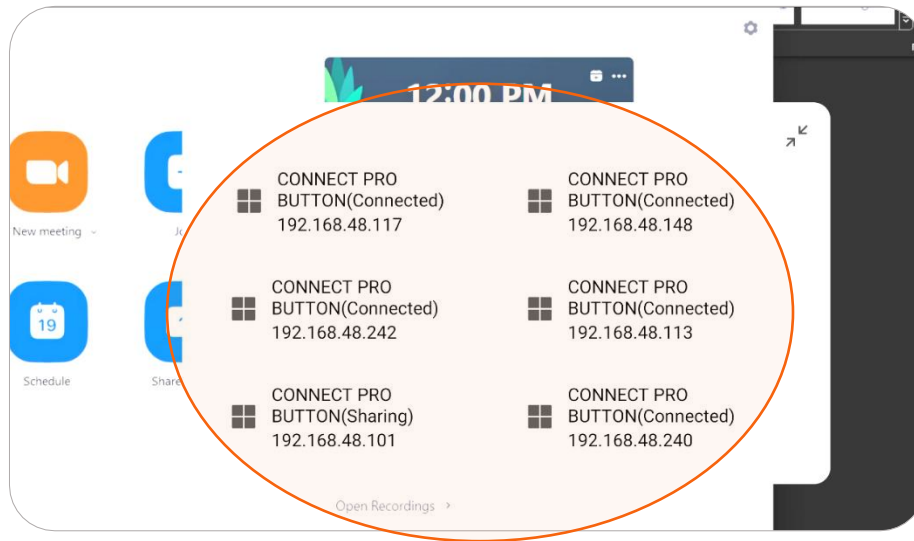 12:00 PM
CONNECT PRO
BUTTON(Connected)
192.168.48.117
CONNECT PRO
BUTTON(Connected)
192.168.48.148
New meeting
CONNECT PRO
BUTTON(Connected)
192.168.48.242
CONNECT PRO
BUTTON(Connected)
192.168.48.113
19
Schedule
Share
CONNECT PRO
BUTTON(Sharing)
192.168.48.101
CONNECT PRO
BUTTON(Connected)
192.168.48.240
Open Recordings